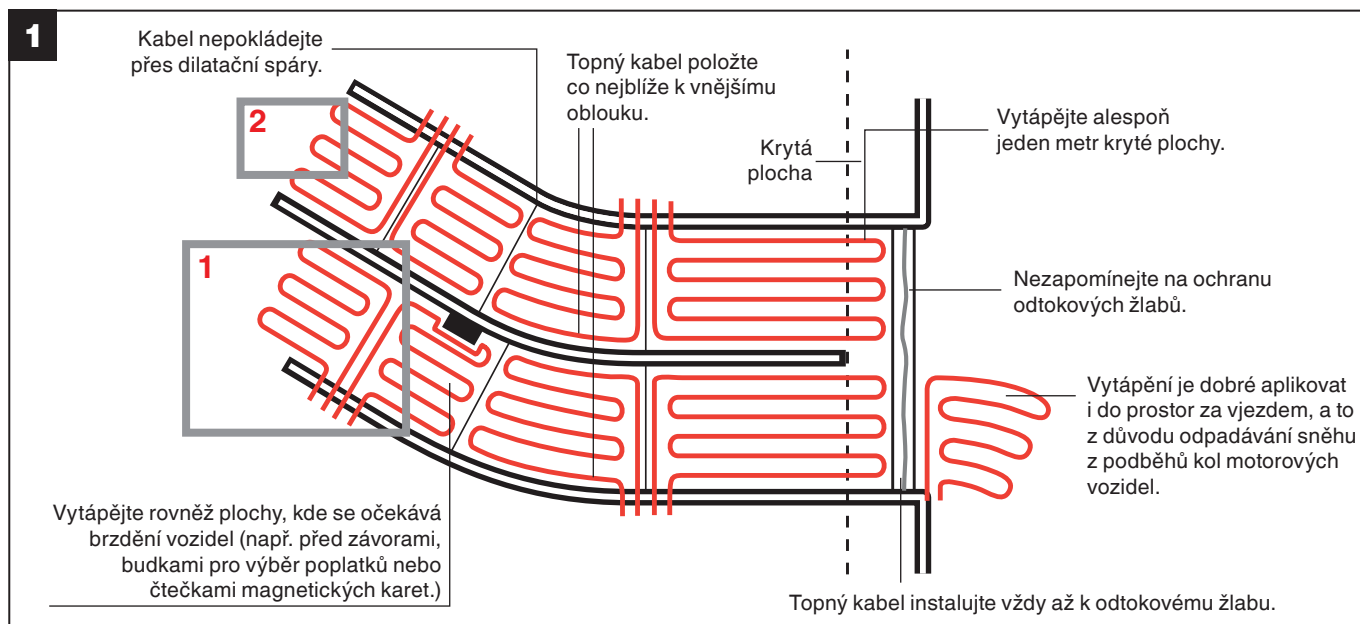 1
Kabel nepokládejte
přes dilatační spáry.
Topný kabel položte
co nejblíže k vnějšímu
oblouku.
2
Krytá
plocha
Vytápějte alespoň
jeden metr kryté plochy.
1
Nezapomínejte na ochranu
odtokových žlabů.
Vytápění je dobré aplikovat
i do prostor za vjezdem, a to
z důvodu odpadávání sněhu
z podběhů kol motorových
vozidel.
Vytápějte rovněž plochy, kde se očekává
brzdění vozidel (např. před závorami,
budkami pro výběr poplatků nebo
čtečkami magnetických karet.)
Topný kabel instalujte vždy až k odtokovému žlabu.